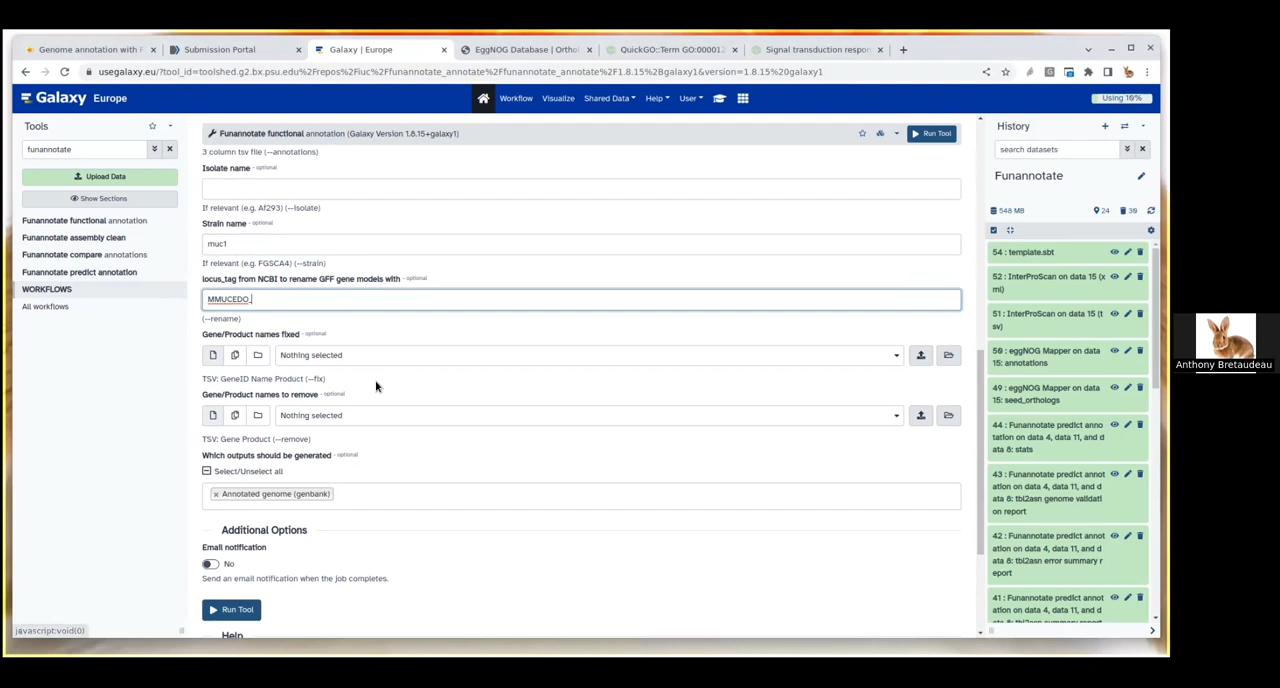 Genome annotation with F
Submission Portal
Galaxy | Europe
EggNOG Database | Ortho
QuickGO::Term GO:000012
Signal transduction respon
usegalaxy.eu/?tool_id=toolshed.g2.bx.psu.edu%2Frepos%2Fiuc%2Ffunannotate_annotate%2Ffunannotate_annotate%2F1.8.15%2Bgalaxy1&version=1.8.15%20galaxy1
Galaxy Europe
Workflow Visualize Shared Data Help User
Using 10%
Tools
funannotate
Upload Data
Show Sections
Funannotate functional annotation
Funannotate assembly clean
Funannotate compare annotations
Funannotate predict annotation
WORKFLOWS
All workflows
Funannotate functional annotation (Galaxy Version 1.8.15+galaxy1)
Run Tool
3 column tsv file (--annotations)
Isolate name - optional
If relevant (e.g. Af293) (--isolate)
Strain name - optional
muc1
If relevant (e.g. FGSCA4) (--strain)
locus_tag from NCBI to rename GFF gene models with - optional
MMUCEDO_
(--rename)
Gene/Product names fixed - optional
Nothing selected
TSV: GeneID Name Product (--fix)
Gene/Product names to remove - optional
Nothing selected
TSV: Gene Product (--remove)
Which outputs should be generated - optional
Select/Unselect all
× Annotated genome (genbank)
Additional Options
Email notification
No
Send an email notification when the job completes.
Run Tool
Help
History
search datasets
Funannotate
548 MB
24
30
54 : template.sbt
52 : InterProScan on data 15 (x
ml)
51 : InterProScan on data 15 (t
sv)
50 : eggNOG Mapper on data
15: annotations
49 : eggNOG Mapper on data
15: seed_orthologs
44 : Funannotate predict anno
tation on data 4, data 11, and d
ata 8: stats
43 : Funannotate predict annot
ation on data 4, data 11, and d
ata 8: tbl2asn genome validati
on report
42 : Funannotate predict annot
ation on data 4, data 11, and d
ata 8: tbl2asn error summary r
eport
41 : Funannotate predict annot
ation on data 4, data 11, and d
javascript:void(0)
Anthony Bretaudeau